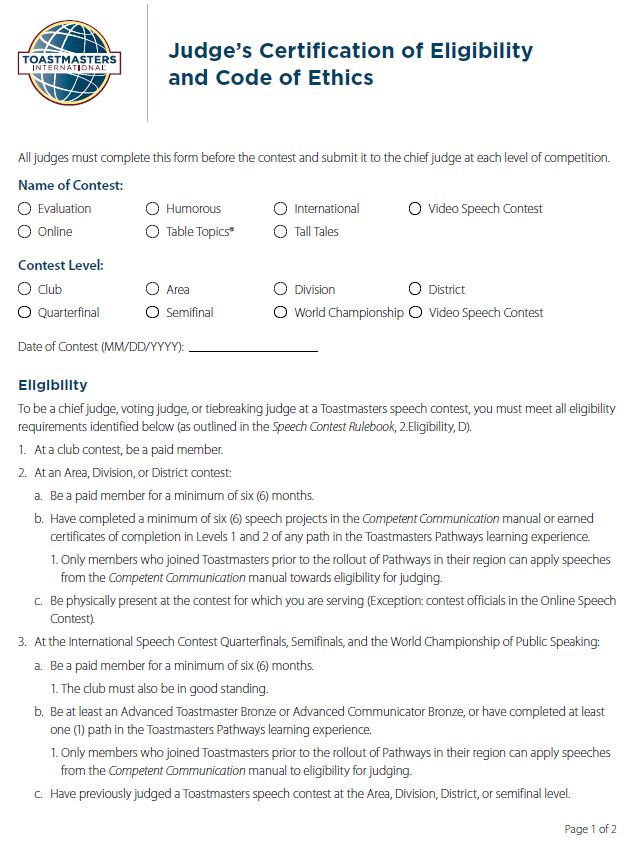 TOASTMASTERS
INTERNATIONAL
Judge's Certification of Eligibility
and Code of Ethics
All judges must complete this form before the contest and submit it to the chief judge at each level of competition.
Name of Contest:
Evaluation Humorous International Video Speech Contest
Online Table Topics® Tall Tales
Contest Level:
Club Area Division District
Quarterfinal Semifinal World Championship Video Speech Contest
Date of Contest (MM/DD/YYYY):
Eligibility
To be a chief judge, voting judge, or tiebreaking judge at a Toastmasters speech contest, you must meet all eligibility
requirements identified below (as outlined in the Speech Contest Rulebook, 2.Eligibility, D).
1. At a club contest, be a paid member.
2. At an Area, Division, or District contest:
a. Be a paid member for a minimum of six (6) months.
b. Have completed a minimum of six (6) speech projects in the Competent Communication manual or earned
certificates of completion in Levels 1 and 2 of any path in the Toastmasters Pathways learning experience.
1. Only members who joined Toastmasters prior to the rollout of Pathways in their region can apply speeches
from the Competent Communication manual towards eligibility for judging.
c. Be physically present at the contest for which you are serving (Exception: contest officials in the Online Speech
Contest).
3. At the International Speech Contest Quarterfinals, Semifinals, and the World Championship of Public Speaking:
a. Be a paid member for a minimum of six (6) months.
1. The club must also be in good standing.
b. Be at least an Advanced Toastmaster Bronze or Advanced Communicator Bronze, or have completed at least
one (1) path in the Toastmasters Pathways learning experience.
1. Only members who joined Toastmasters prior to the rollout of Pathways in their region can apply speeches
from the Competent Communication manual to eligibility for judging.
c. Have previously judged a Toastmasters speech contest at the Area, Division, District, or semifinal level.
Page 1 of 2